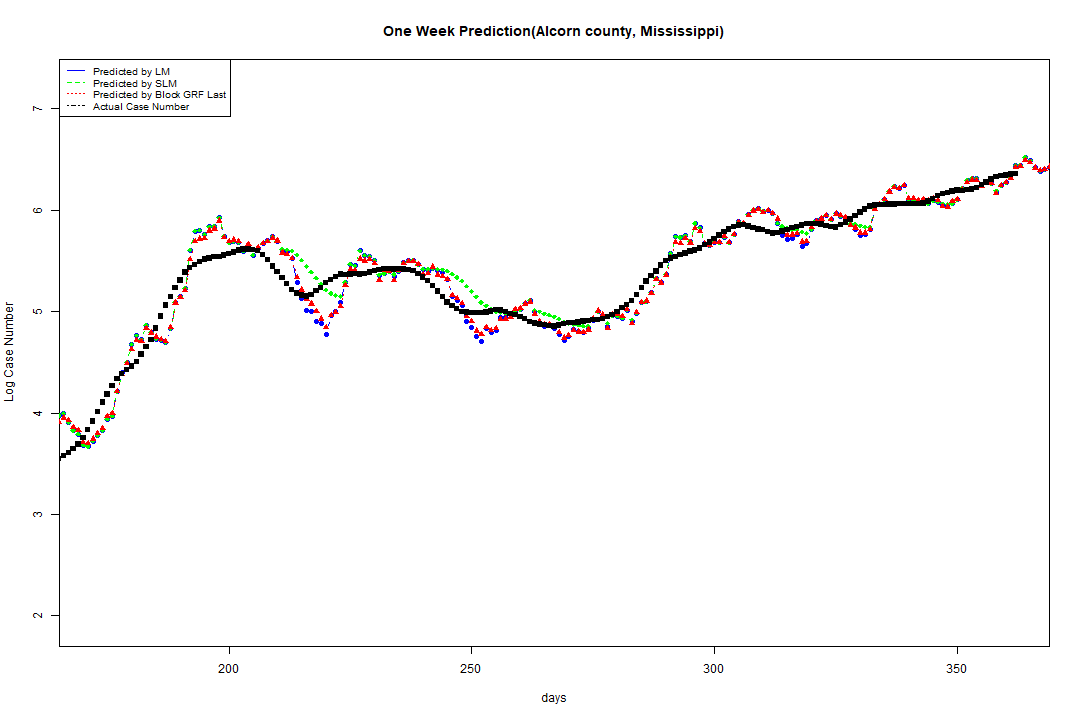 One Week Prediction(Alcorn county, Mississippi)
Predicted by LM
Predicted by SLM
Predicted by Block GRF Last
Actual Case Number
Log Case Number
7
6
5
4
3
2
200
250
300
350
days